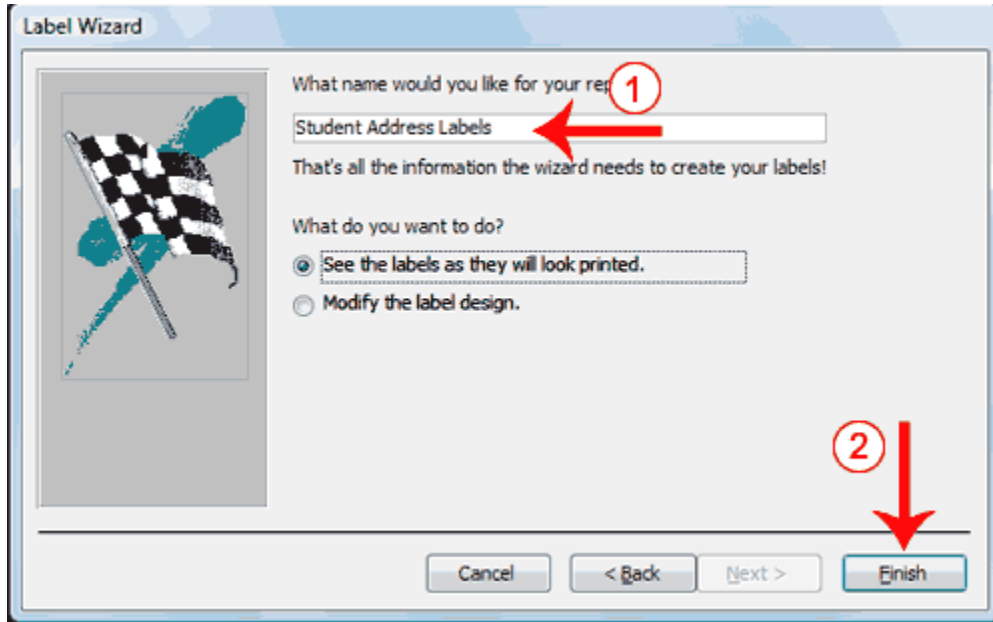 Label Wizard
What name would you like for your rep
1
Student Address Labels
That's all the information the wizard needs to create your labels!
What do you want to do?
See the labels as they will look printed.
Modify the label design.
2
Cancel
< Back
Next >
Finish